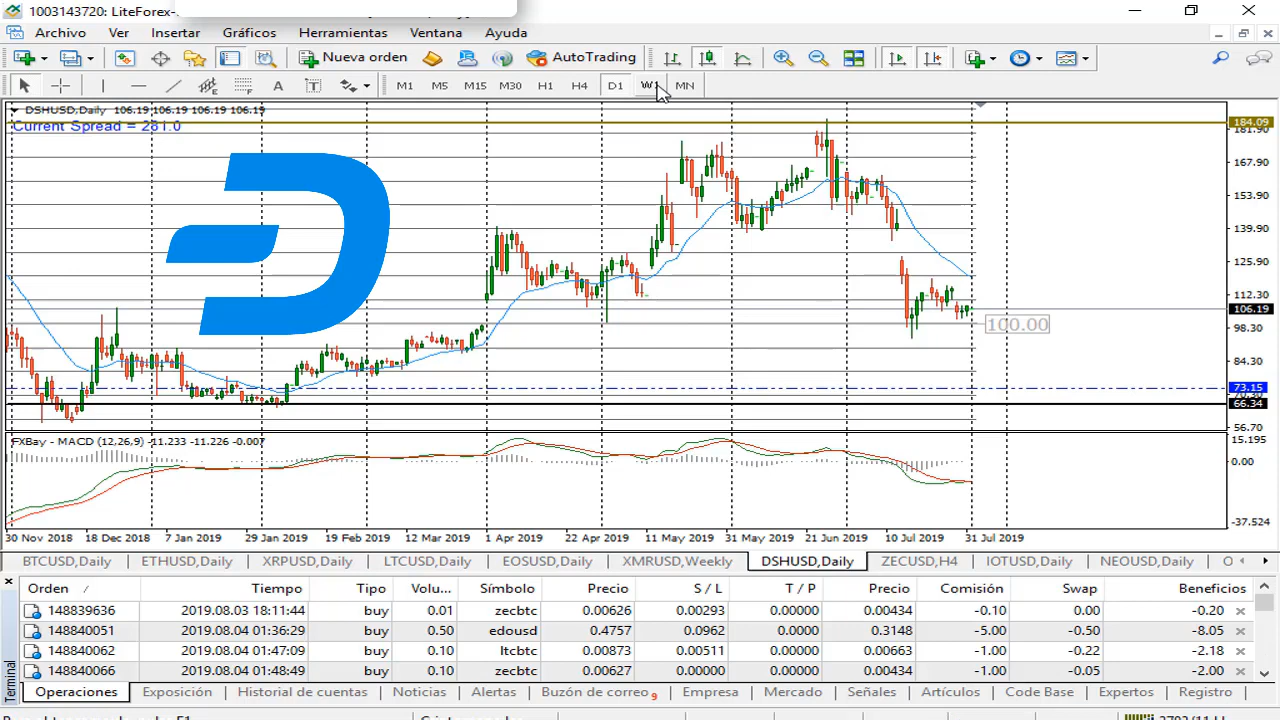 1003143720: LiteForex-
Archivo Ver Insertar Gráficos Herramientas Ventana Ayuda
Nueva orden AutoTrading
A T M1 M5 M15 M30 H1 H4 D1 W1 MN
DSHUSD,Daily 106.19 106.19 106.19 106.19
Current Spread = 281.0
184.09
181.90
167.90
153.90
139.90
125.90
112.30
106.19
100.00
98.30
84.30
73.15
66.34
56.70
FXBay - MACD (12,26,9) -11.233 -11.226 -0.007
15.195
0.00
-37.524
30 Nov 2018 18 Dec 2018 7 Jan 2019 29 Jan 2019 19 Feb 2019 12 Mar 2019 1 Apr 2019 22 Apr 2019 11 May 2019 31 May 2019 21 Jun 2019 10 Jul 2019 31 Jul 2019
BTCUSD,Daily ETHUSD,Daily XRPUSD,Daily LTCUSD,Daily EOSUSD,Daily XMRUSD,Weekly DSHUSD,Daily ZECUSD,H4 IOTUSD,Daily NEOUSD,Daily O
Orden / Tiempo Tipo Volu... Símbolo Precio S / L T / P Precio Comisión Swap Beneficios
148839636 2019.08.03 18:11:44 buy 0.01 zecbtc 0.00626 0.00293 0.00000 0.00434 -0.10 0.00 -0.20
148840051 2019.08.04 01:36:29 buy 0.50 edousd 0.4757 0.0962 0.0000 0.3148 -5.00 -0.50 -8.05
148840062 2019.08.04 01:47:09 buy 0.10 ltcbtc 0.00873 0.00511 0.00000 0.00663 -1.00 -0.22 -2.18
148840066 2019.08.04 01:48:49 buy 0.10 zecbtc 0.00627 0.00000 0.00000 0.00434 -1.00 -0.05 -2.00
Terminal
Operaciones Exposición Historial de cuentas Noticias Alertas Buzón de correo 9 Empresa Mercado Señales Artículos Code Base Expertos Registro